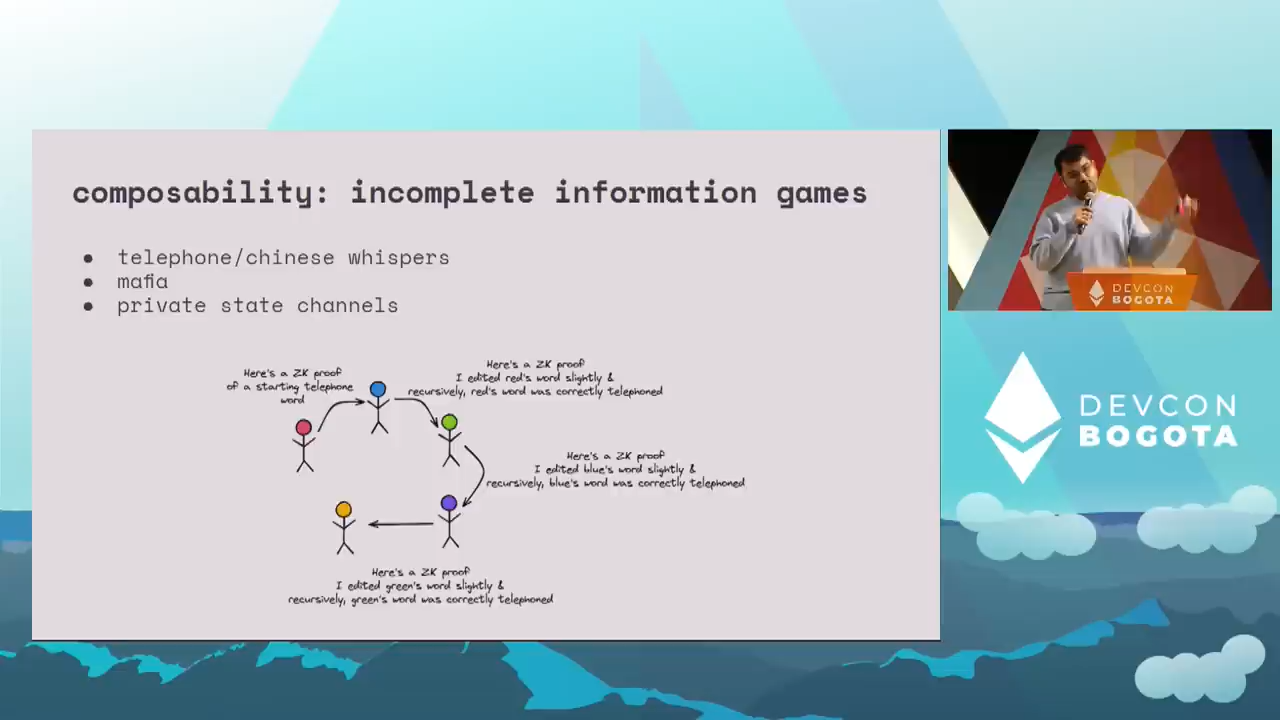 composability: incomplete information games
● telephone/chinese whispers
● mafia
● private state channels
Here's a ZK proof
of a starting telephone
word
Here's a ZK proof
I edited red's word slightly &
recursively, red's word was correctly telephoned
Here's a ZK proof
I edited blue's word slightly &
recursively, blue's word was correctly telephoned
Here's a ZK proof
I edited green's word slightly &
recursively, green's word was correctly telephoned
DEVCON
BOGOTA
DEVCON
BOGOTA